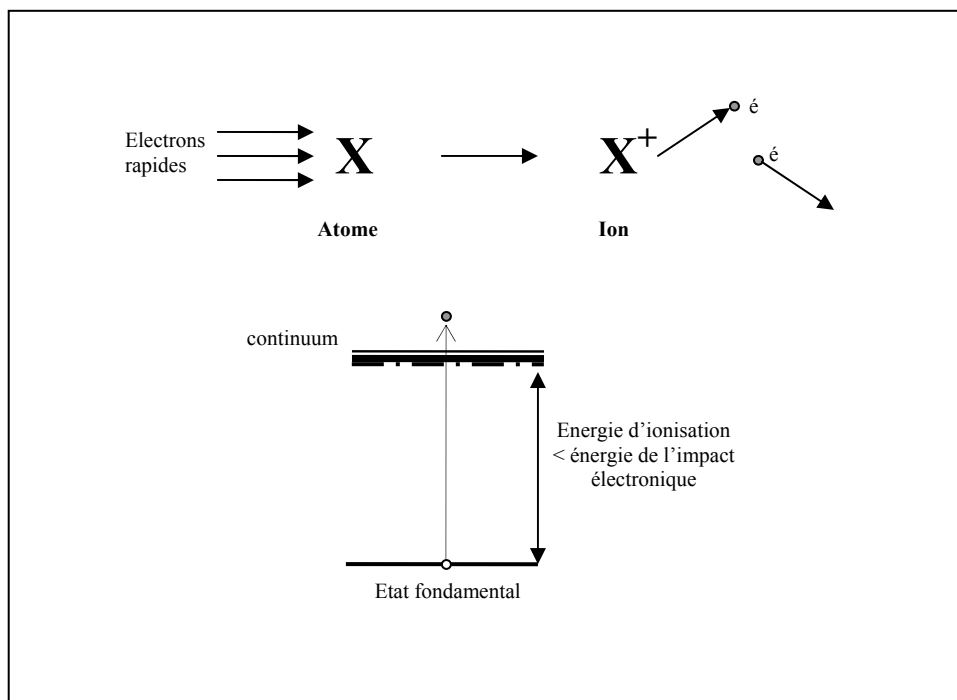 Electrons
rapides
X
X+
é
é
Atome
Ion
continuum
Energie d’ionisation
< énergie de l’impact
électronique
Etat fondamental